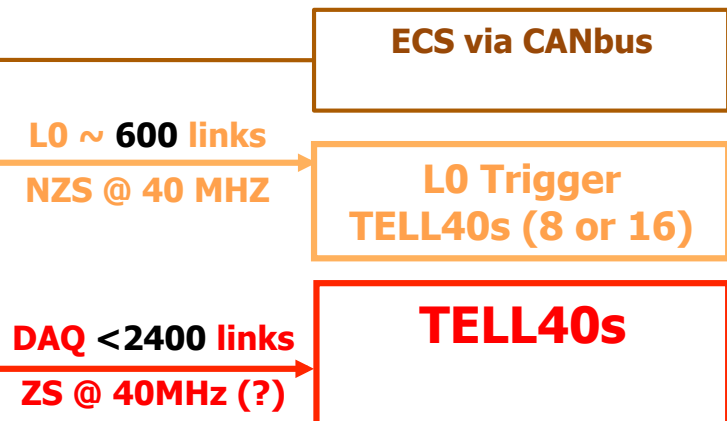 ECS via CANbus
L0 ~ 600 links
NZS @ 40 MHZ
L0 Trigger
TELL40s (8 or 16)
DAQ <2400 links
ZS @ 40MHz (?)
TELL40s